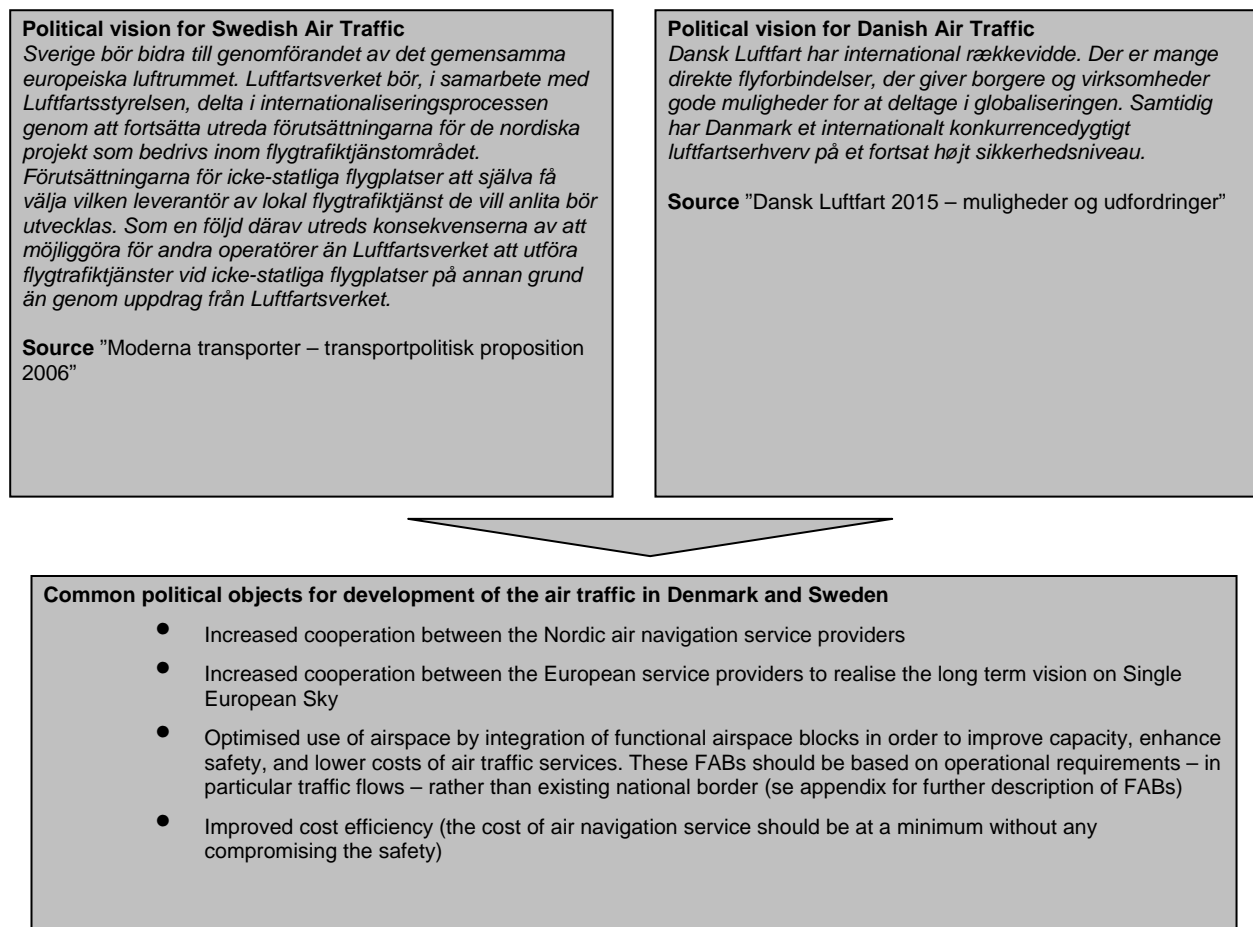 Political vision for Swedish Air Traffic
Sverige bör bidra till genomförandet av det gemensamma
europeiska luftrummet. Luftfartsverket bör, i samarbete med
Luftfartsstyrelsen, delta i internationaliseringsprocessen
genom att fortsätta utreda förutsättningarna för de nordiska
projekt som bedrivs inom flygtrafiktjänstområdet.
Förutsättningarna för icke-statliga flygplatser att själva få
välja vilken leverantör av lokal flygtrafiktjänst de vill anlita bör
utvecklas. Som en följd därav utreds konsekvenserna av att
möjliggöra för andra operatörer än Luftfartsverket att utföra
flygtrafiktjänster vid icke-statliga flygplatser på annan grund
än genom uppdrag från Luftfartsverket.
Source ”Moderna transporter – transportpolitisk proposition
2006”
Political vision for Danish Air Traffic
Dansk Luftfart har international rækkevidde. Der er mange
direkte flyforbindelser, der giver borgere og virksomheder
gode muligheder for at deltage i globaliseringen. Samtidig
har Danmark et internationalt konkurrencedygtigt
luftfartserhverv på et fortsat højt sikkerhedsniveau.
Source ”Dansk Luftfart 2015 – muligheder og udfordringer”
Common political objects for development of the air traffic in Denmark and Sweden
• Increased cooperation between the Nordic air navigation service providers
• Increased cooperation between the European service providers to realise the long term vision on Single
European Sky
• Optimised use of airspace by integration of functional airspace blocks in order to improve capacity, enhance
safety, and lower costs of air traffic services. These FABs should be based on operational requirements – in
particular traffic flows – rather than existing national border (se appendix for further description of FABs)
• Improved cost efficiency (the cost of air navigation service should be at a minimum without any
compromising the safety)